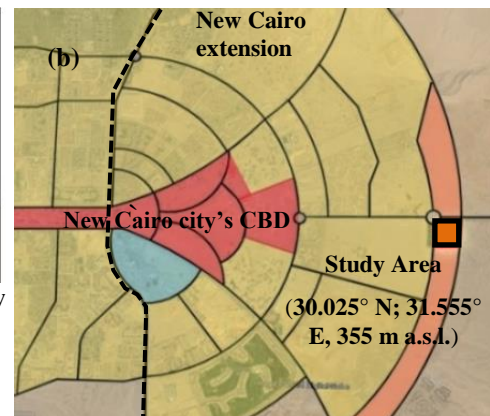 New Cairo
extension
(b)
New Cairo city's CBD
Study Area
(30.025° N; 31.555°
E, 355 m a.s.l.)
y